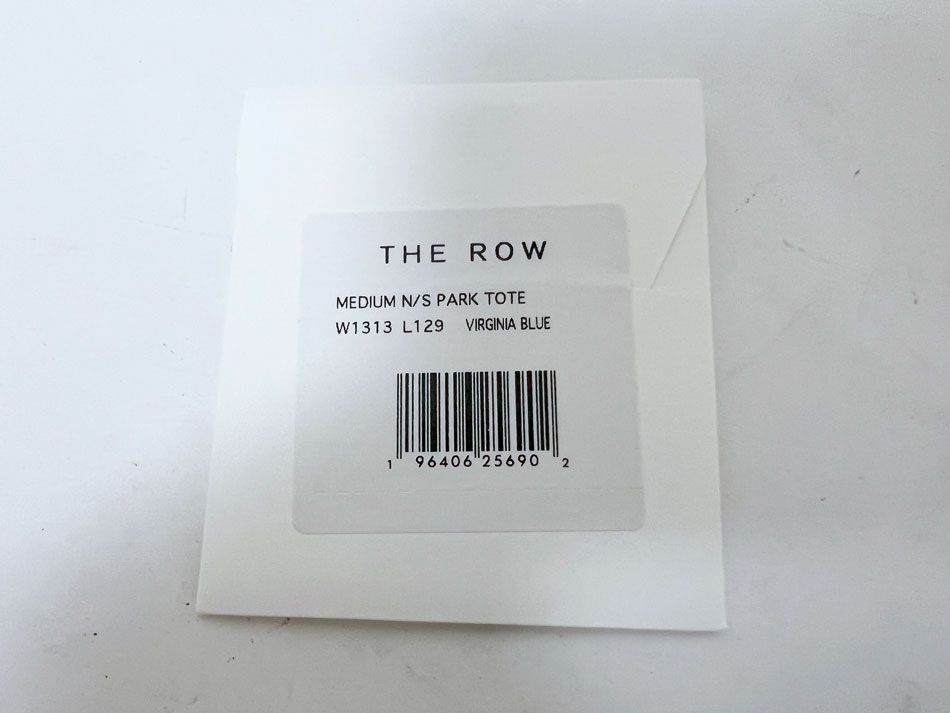 THE ROW
MEDIUM N/S PARK TOTE
W1313 L129 VIRGINIA BLUE
1 96406 25690 2